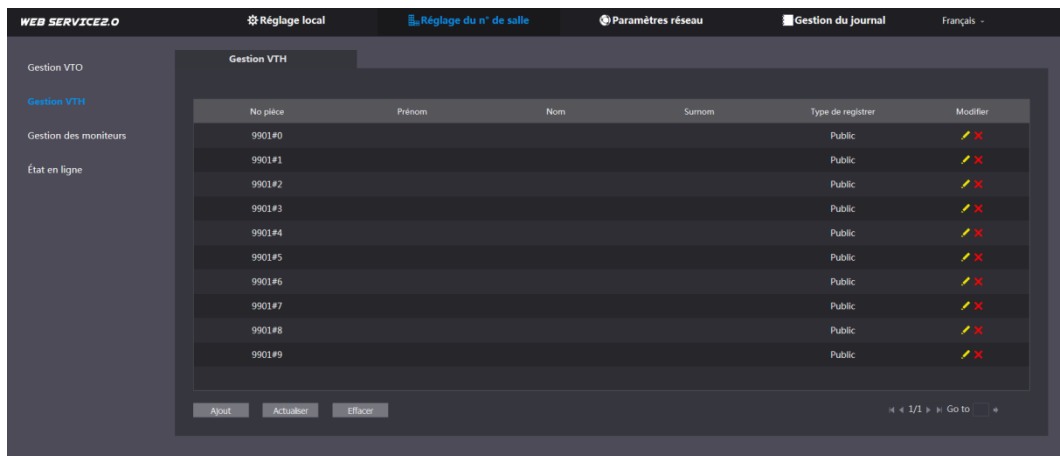 WEB SERVICE2.0 Réglage local Réglage du n° de salle Paramètres réseau Gestion du journal Français
Gestion VTO
Gestion VTH
Gestion des moniteurs
État en ligne
Gestion VTH
No pièce Prénom Nom Surnom Type de registrer Modifier
9901#0 Public
9901#1 Public
9901#2 Public
9901#3 Public
9901#4 Public
9901#5 Public
9901#6 Public
9901#7 Public
9901#8 Public
9901#9 Public
Ajout Actualiser Effacer 1/1 Go to